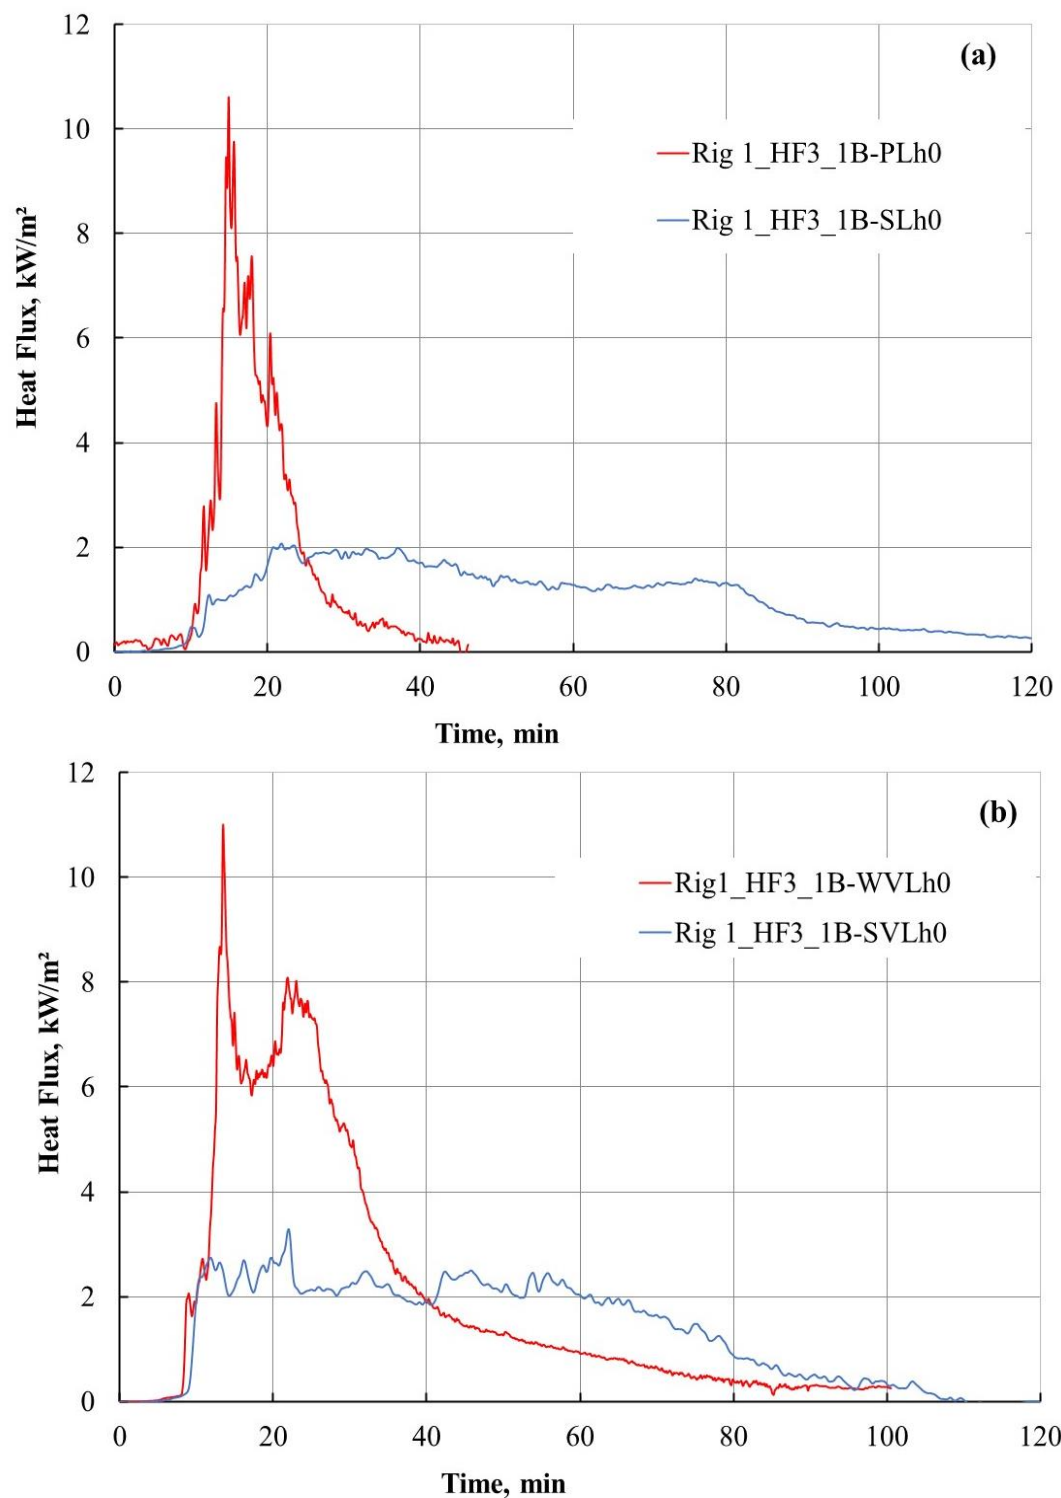 12
(a)
10
Rig 1_HF3_1B-PLh0
8
Rig 1_HF3_1B-SLh0
Heat Flux, kW/m²
6
4
2
0
0 20 40 60 80 100 120
Time, min
12
(b)
10
Rig1_HF3_1B-WVLh0
Rig 1_HF3_1B-SVLh0
8
Heat Flux, kW/m²
6
4
2
0
0 20 40 60 80 100 120
Time, min